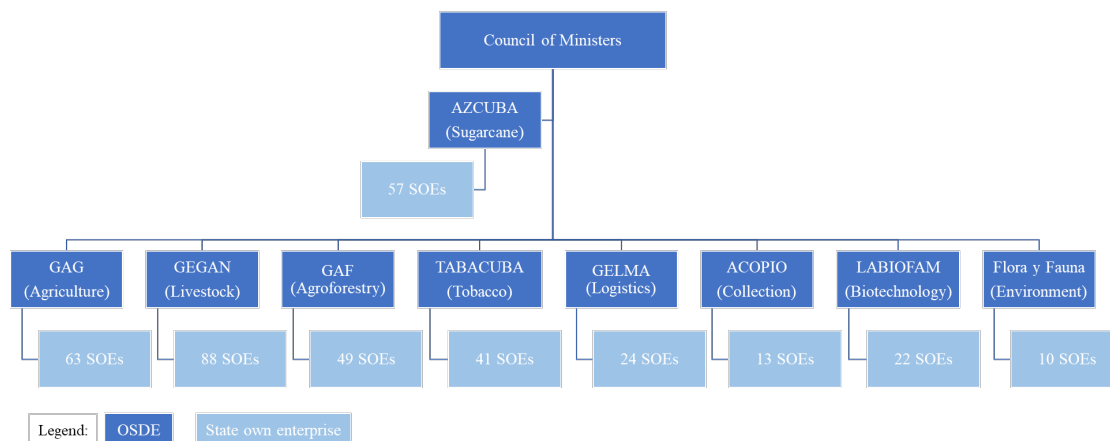 Council of Ministers
AZCUBA
(Sugarcane)
57 SOEs
GAG
(Agriculture)
GEGAN
(Livestock)
GAF
(Agroforestry)
TABACUBA
(Tobacco)
GELMA
(Logistics)
ACOPIO
(Collection)
LABIOFAM
(Biotechnology)
Flora y Fauna
(Environment)
63 SOEs
88 SOEs
49 SOEs
41 SOEs
24 SOEs
13 SOEs
22 SOEs
10 SOEs
Legend:
OSDE
State own enterprise